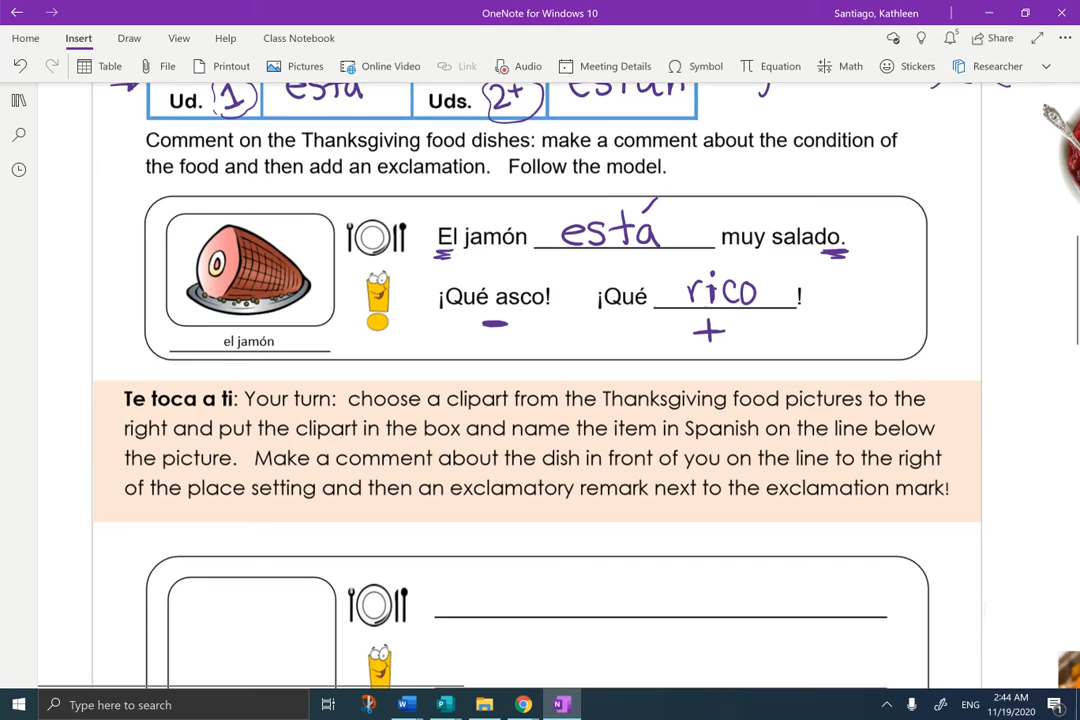 OneNote for Windows 10
Santiago, Kathleen
Home Insert Draw View Help Class Notebook
Share
Table File Printout Pictures Online Video Link Audio Meeting Details Symbol Equation Math Stickers Researcher
Ud. 1 está Uds. 2+ están
Comment on the Thanksgiving food dishes: make a comment about the condition of
the food and then add an exclamation. Follow the model.
El jamón está muy salado.
¡Qué asco! ¡Qué rico!
+
el jamón
Te toca a ti: Your turn: choose a clipart from the Thanksgiving food pictures to the
right and put the clipart in the box and name the item in Spanish on the line below
the picture. Make a comment about the dish in front of you on the line to the right
of the place setting and then an exclamatory remark next to the exclamation mark!
Type here to search
ENG
2:44 AM
11/19/2020